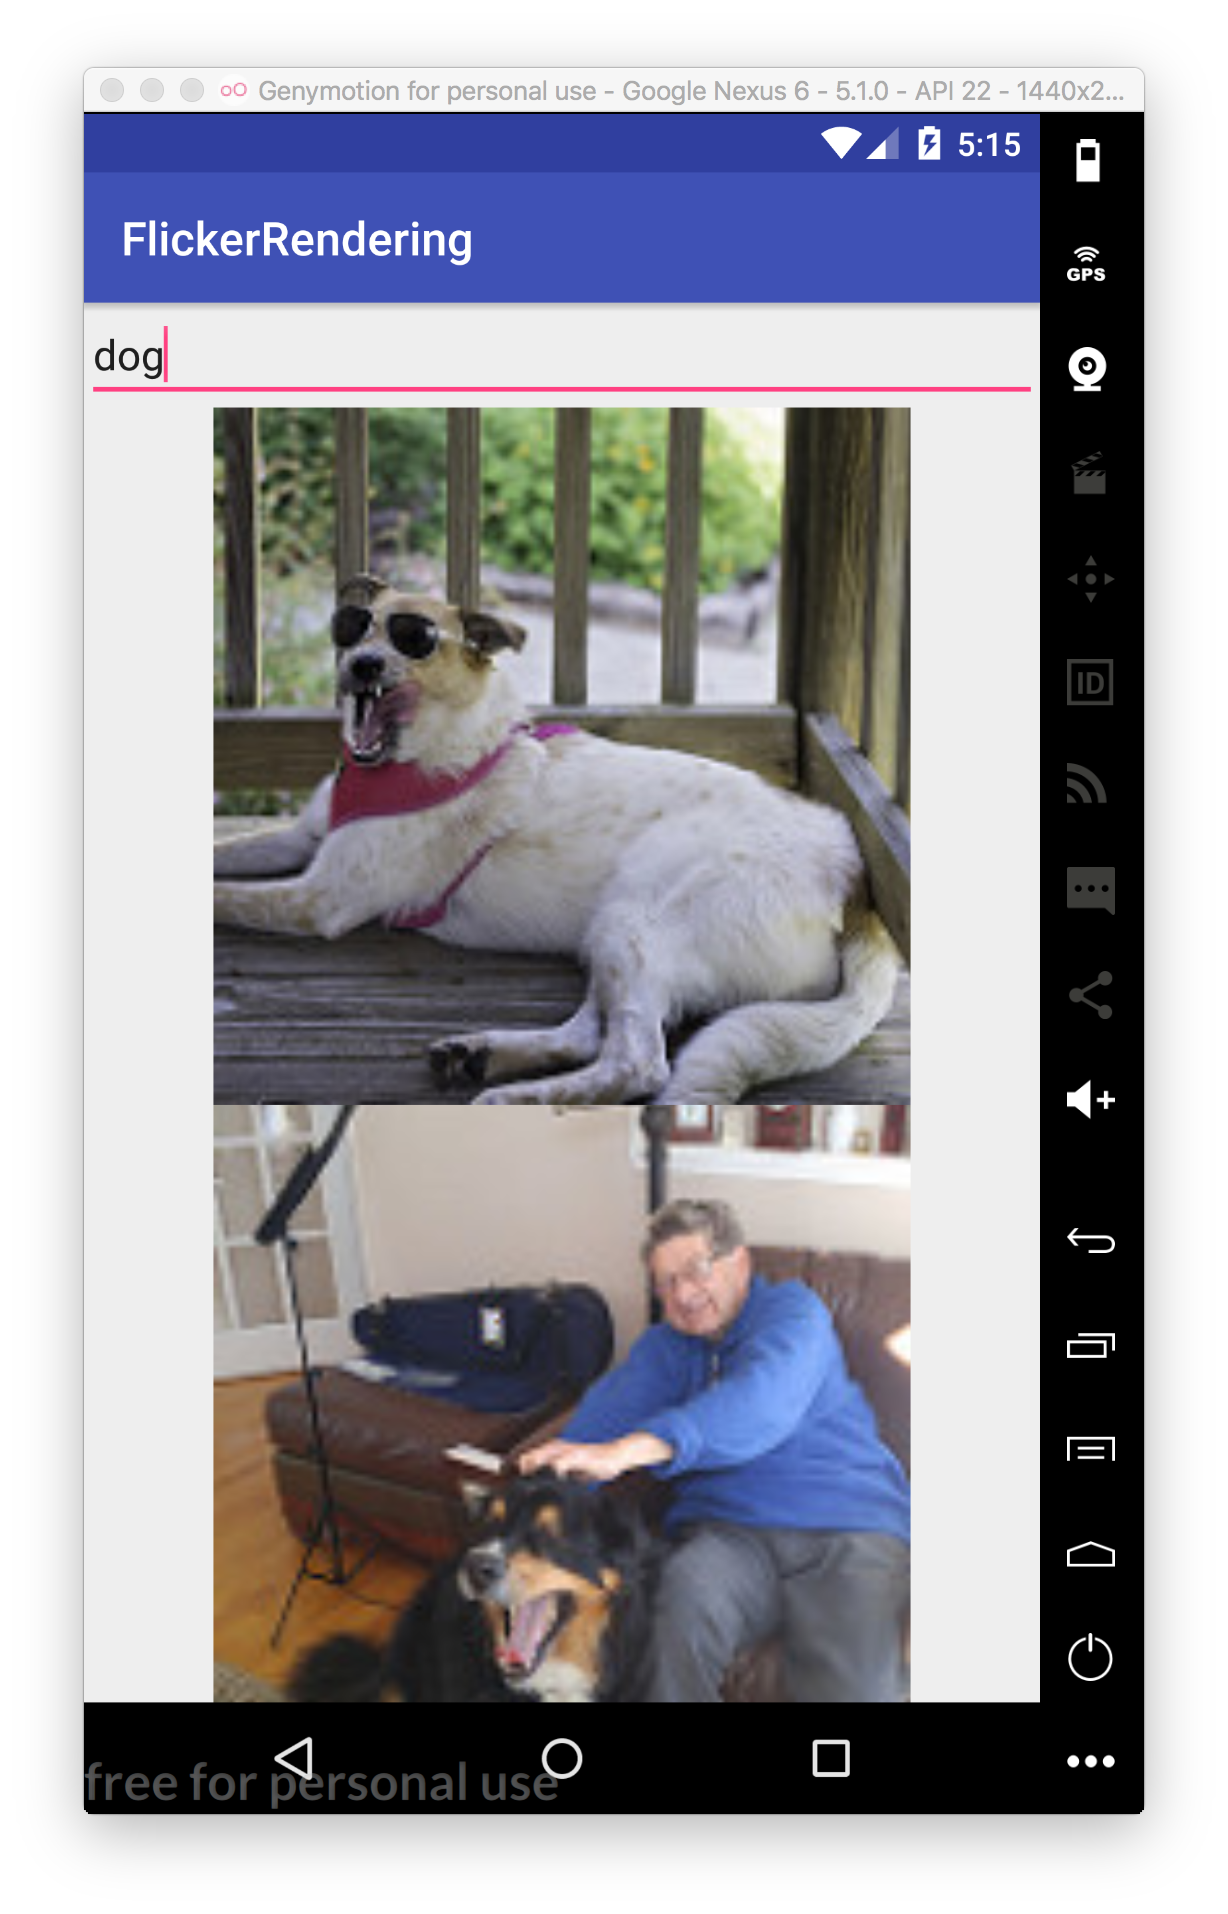 Genymotion for personal use - Google Nexus 6 - 5.1.0 - API 22 - 1440x2...
5:15
FlickerRendering
GPS
dog
ID
free for personal use